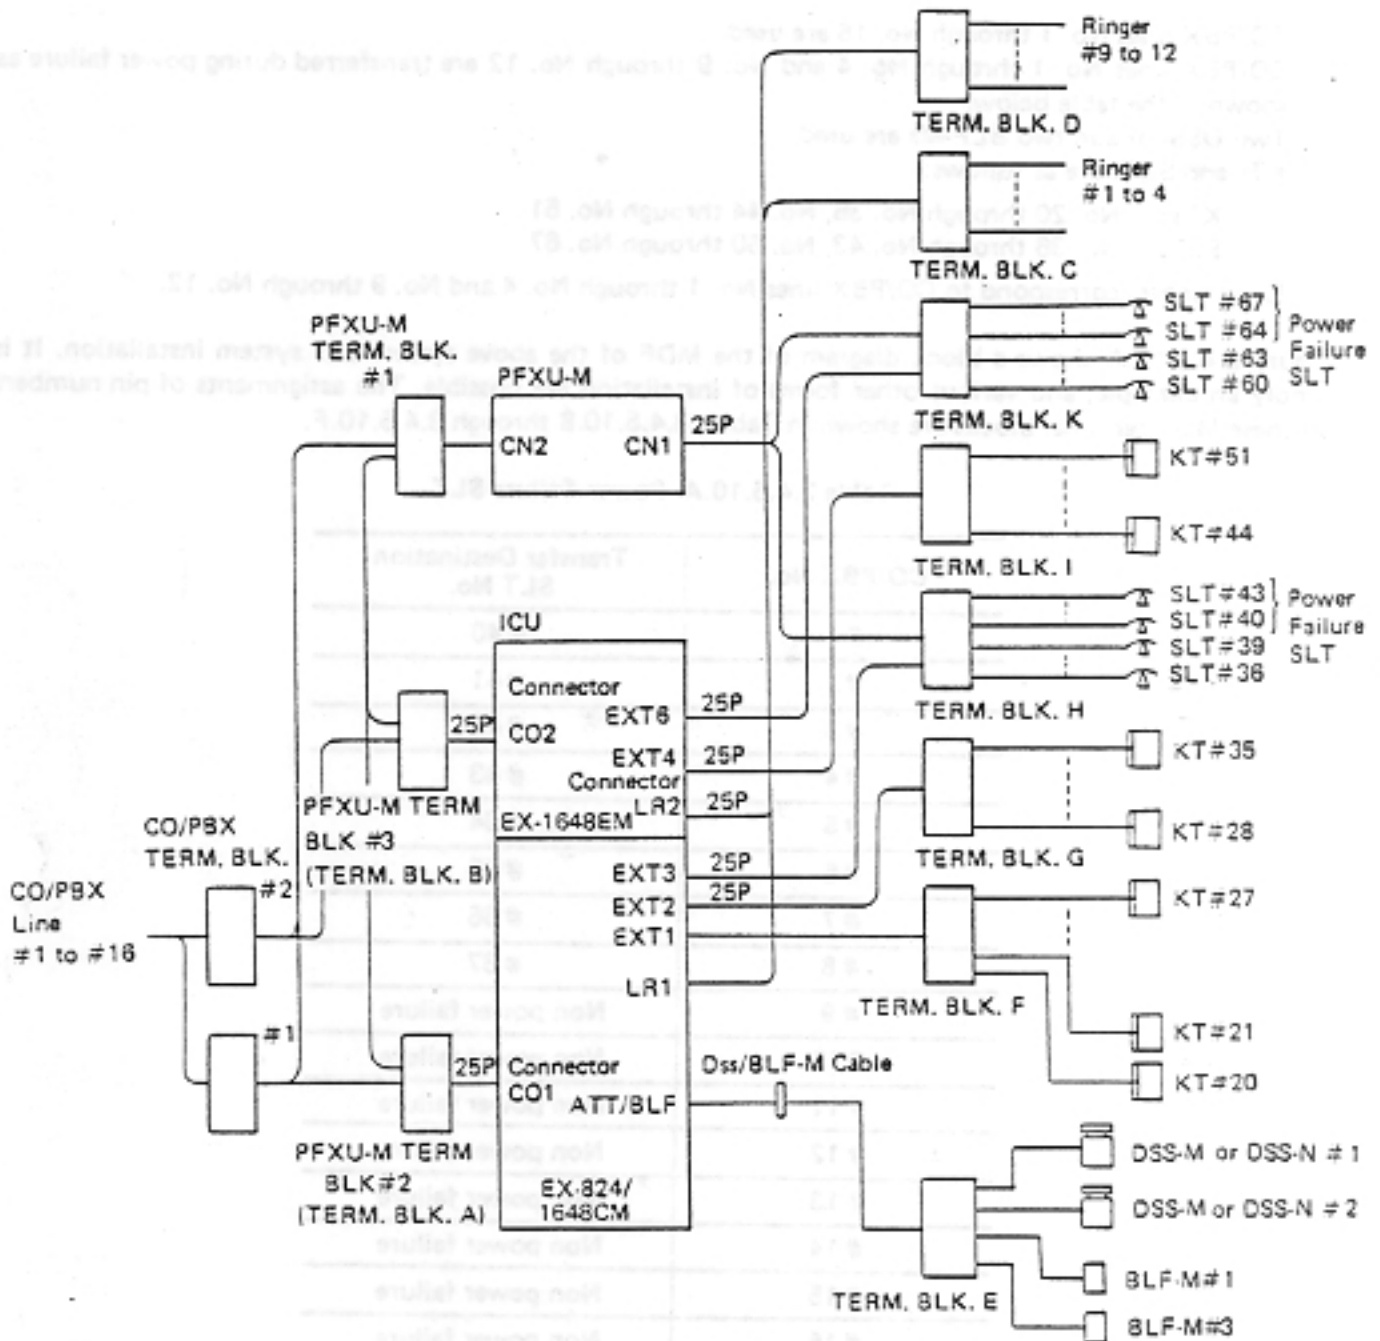 Ringer
#9 to 12
TERM. BLK. D
Ringer
#1 to 4
TERM. BLK. C
SLT #67
SLT #64
SLT #63
SLT #60
Power
Failure
SLT
TERM. BLK. K
PFXU-M
TERM. BLK.
#1
PFXU-M
CN2
CN1
25P
KT#51
KT#44
TERM. BLK. I
SLT#43
SLT#40
SLT#39
SLT#36
Power
Failure
SLT
TERM. BLK. H
ICU
Connector
CO2
EXT6
25P
EXT4
25P
Connector
LR2
25P
EX-1648EM
25P
PFXU-M TERM
BLK #3
(TERM. BLK. B)
KT#35
KT#28
TERM. BLK. G
CO/PBX
TERM. BLK.
#2
CO/PBX
Line
#1 to #16
EXT3
25P
EXT2
25P
EXT1
LR1
KT#27
TERM. BLK. F
KT#21
KT#20
#1
25P
Connector
CO1
ATT/BLF
Dss/BLF-M Cable
PFXU-M TERM
BLK#2
(TERM. BLK. A)
EX-824/
1648CM
DSS-M or DSS-N #1
DSS-M or DSS-N #2
BLF-M#1
BLF-M#3
TERM. BLK. E